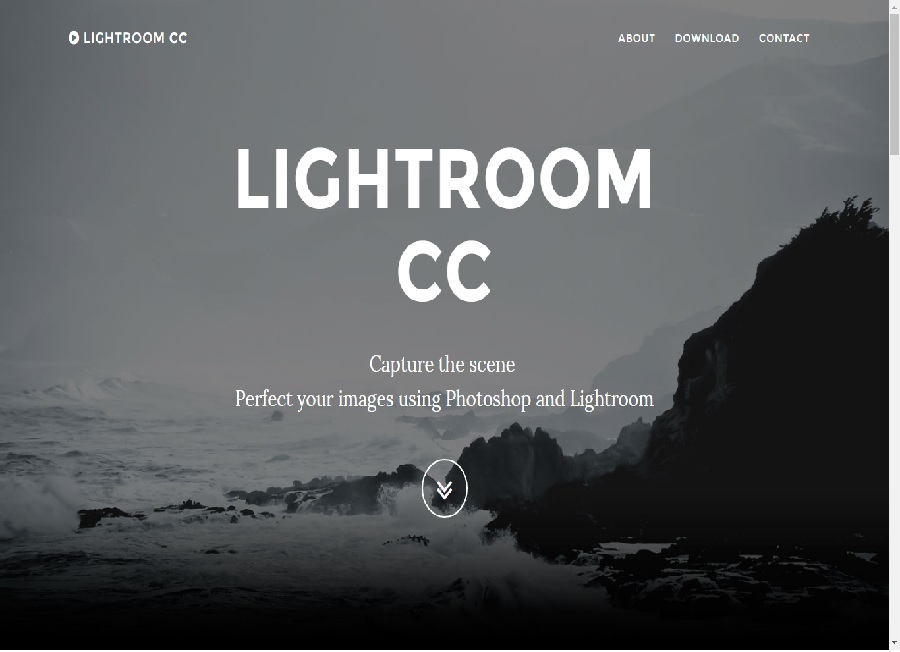 LIGHTROOM CC
ABOUT DOWNLOAD CONTACT
LIGHTROOM
CC
Capture the scene
Perfect your images using Photoshop and Lightroom